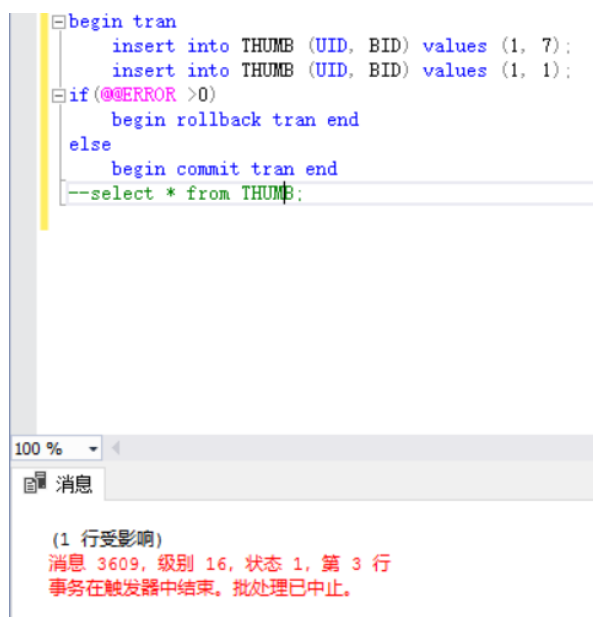 begin tran
insert into THUMB (UID, BID) values (1, 7);
insert into THUMB (UID, BID) values (1, 1);
if(@@ERROR >0)
begin rollback tran end
else
begin commit tran end
--select * from THUMB;
100 %
消息
(1 行受影响)
消息 3609，级别 16，状态 1，第 3 行
事务在触发器中结束。批处理已中止。